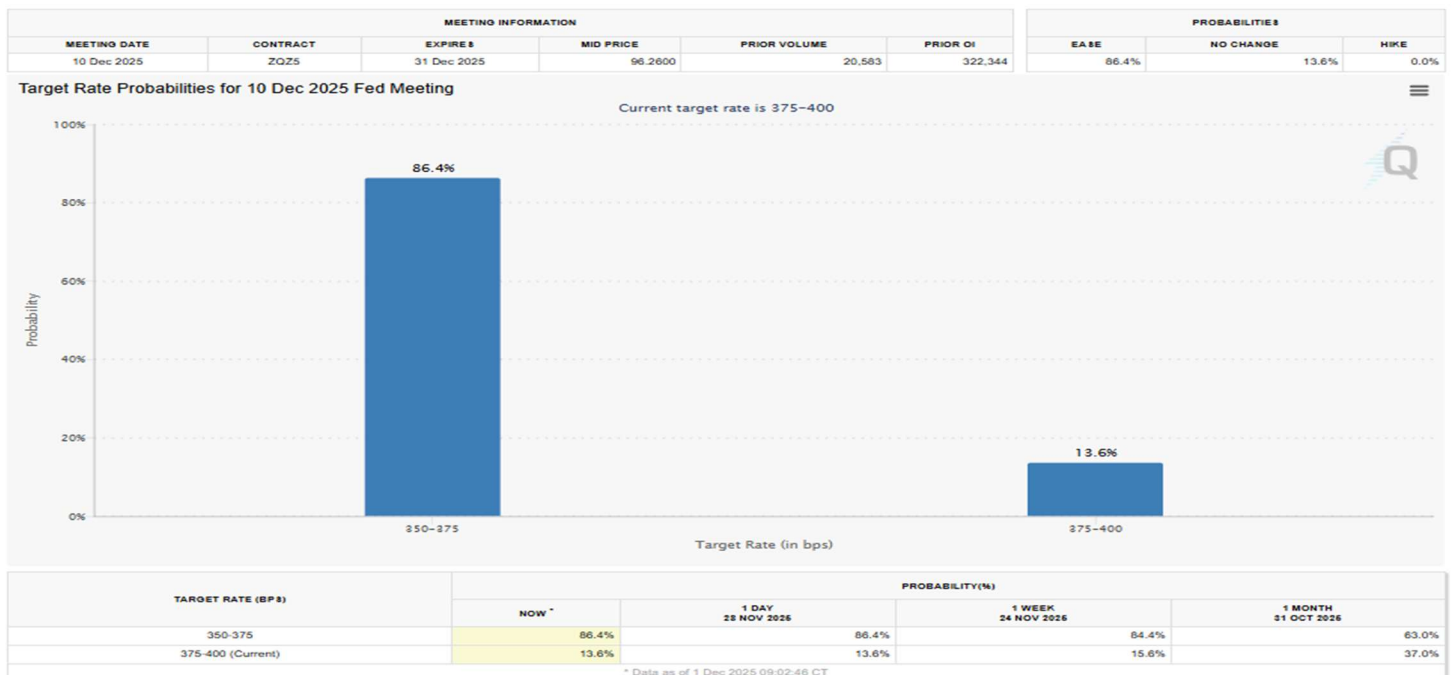 MEETING INFORMATION
MEETING DATE CONTRACT EXPIRES MID PRICE PRIOR VOLUME PRIOR OI
10 Dec 2025 ZQZ5 31 Dec 2025 96.2600 20,583 322,344
PROBABILITIES
EASE NO CHANGE HIKE
86.4% 13.6% 0.0%
Target Rate Probabilities for 10 Dec 2025 Fed Meeting
Current target rate is 375-400
Q
100%
80%
60%
40%
20%
0%
Probability
86.4%
13.6%
350-375 375-400
Target Rate (in bps)
TARGET RATE (BPS) PROBABILITY(%)
NOW * 1 DAY 28 NOV 2025 1 WEEK 24 NOV 2025 1 MONTH 31 OCT 2025
350-375 86.4% 86.4% 84.4% 63.0%
375-400 (Current) 13.6% 13.6% 15.6% 37.0%
* Data as of 1 Dec 2025 09:02:46 CT